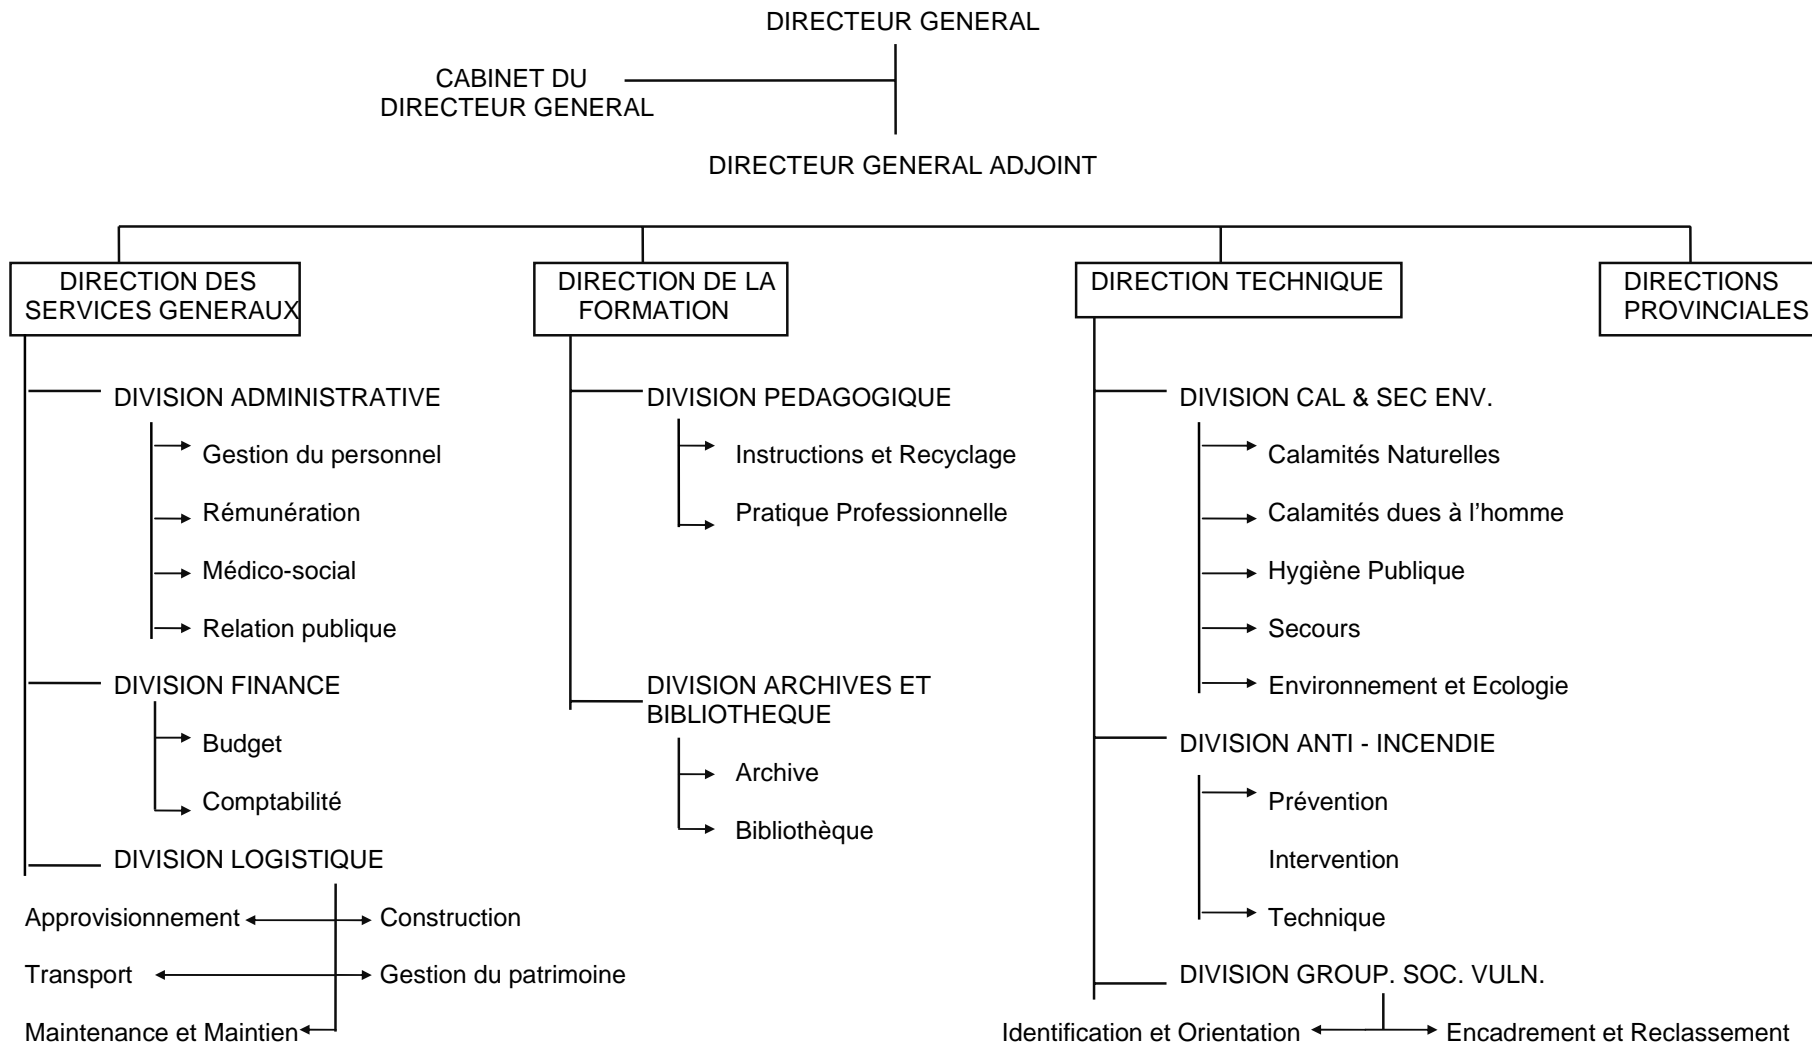 DIRECTEUR GENERAL
CABINET DU
DIRECTEUR GENERAL
DIRECTEUR GENERAL ADJOINT
DIRECTION DES
SERVICES GENERAUX
DIVISION ADMINISTRATIVE
Gestion du personnel
Rémunération
Médico-social
Relation publique
DIVISION FINANCE
Budget
Comptabilité
DIVISION LOGISTIQUE
Approvisionnement
Construction
Transport
Gestion du patrimoine
Maintenance et Maintien
DIRECTION DE LA
FORMATION
DIVISION PEDAGOGIQUE
Instructions et Recyclage
Pratique Professionnelle
DIVISION ARCHIVES ET
BIBLIOTHEQUE
Archive
Bibliothèque
DIRECTION TECHNIQUE
DIVISION CAL & SEC ENV.
Calamités Naturelles
Calamités dues à l’homme
Hygiène Publique
Secours
Environnement et Ecologie
DIVISION ANTI - INCENDIE
Prévention
Intervention
Technique
DIVISION GROUP. SOC. VULN.
Identification et Orientation
Encadrement et Reclassement
DIRECTIONS
PROVINCIALES